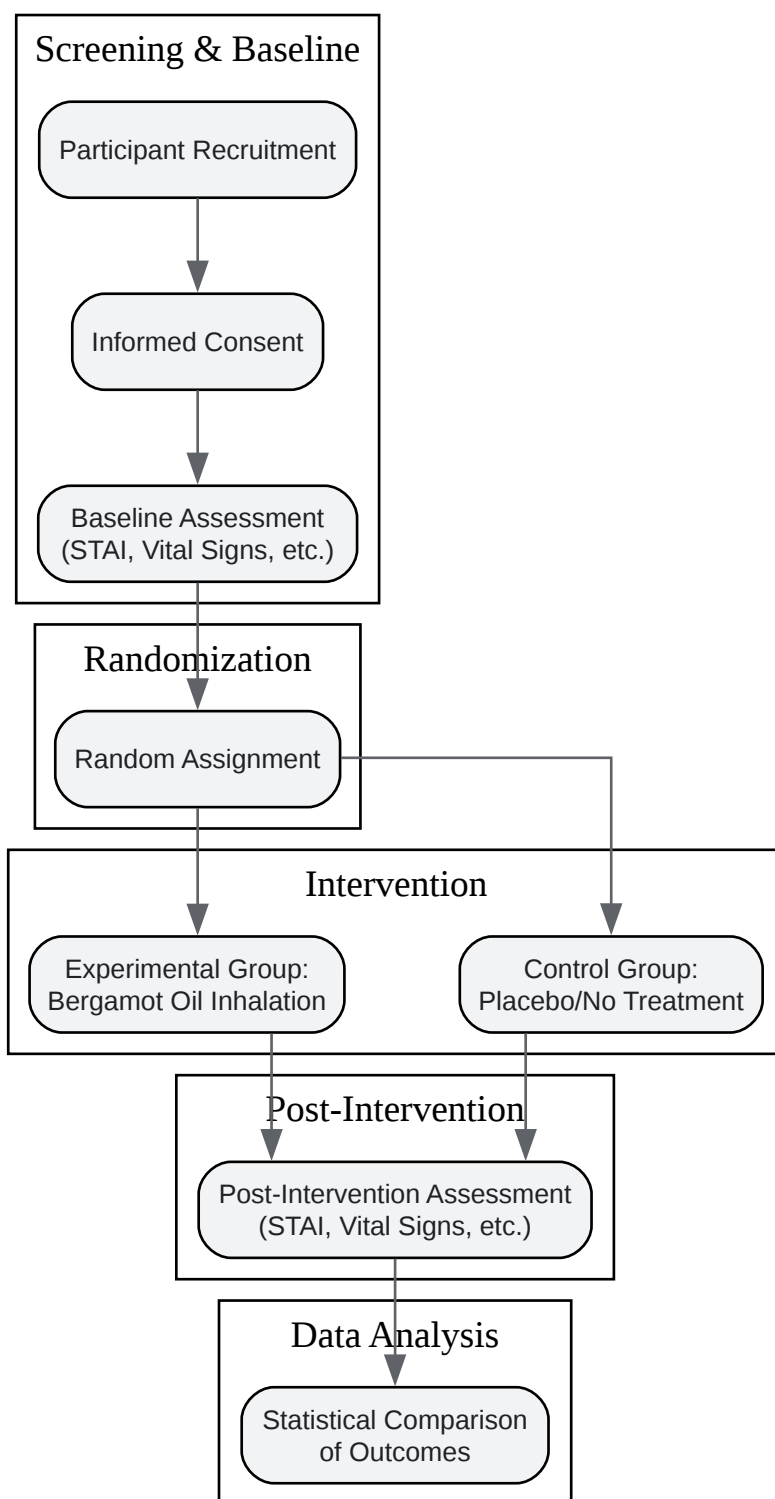 Screening & Baseline
Participant Recruitment
Informed Consent
Baseline Assessment
(STAI, Vital Signs, etc.)
Randomization
Random Assignment
Intervention
Experimental Group:
Bergamot Oil Inhalation
Control Group:
Placebo/No Treatment
Post-Intervention
Post-Intervention Assessment
(STAI, Vital Signs, etc.)
Data Analysis
Statistical Comparison
of Outcomes